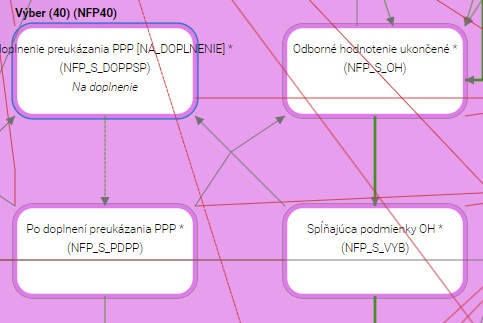 Výber (40) (NFP40)
oplnenie preukázania PPP [NA_DOPLNENIE] *
(NFP_S_DOPPSP)
Na doplnenie
Odborné hodnotenie ukončené *
(NFP_S_OH)
Po doplnení preukázania PPP *
(NFP_S_PDPP)
Spĺňajúca podmienky OH *
(NFP_S_VYB)